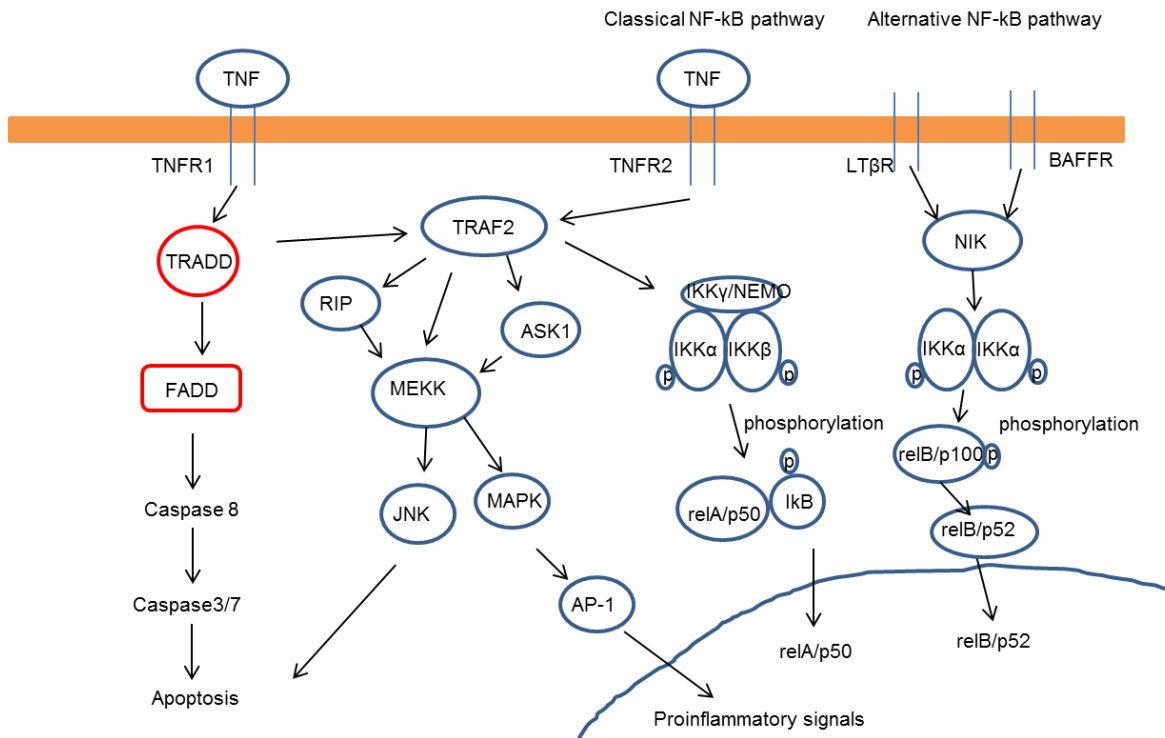 Classical NF-kB pathway
Alternative NF-kB pathway
TNF
TNF
TNFR1
TNFR2
LTβR
BAFFR
TRADD
TRAF2
NIK
RIP
ASK1
IKKγ/NEMO
IKKα
IKKβ
p
p
IKKα
IKKα
p
p
FADD
MEKK
phosphorylation
phosphorylation
relB/p100
p
p
Caspase 8
JNK
MAPK
relA/p50
IkB
relB/p52
Caspase3/7
AP-1
relA/p50
relB/p52
Apoptosis
Proinflammatory signals